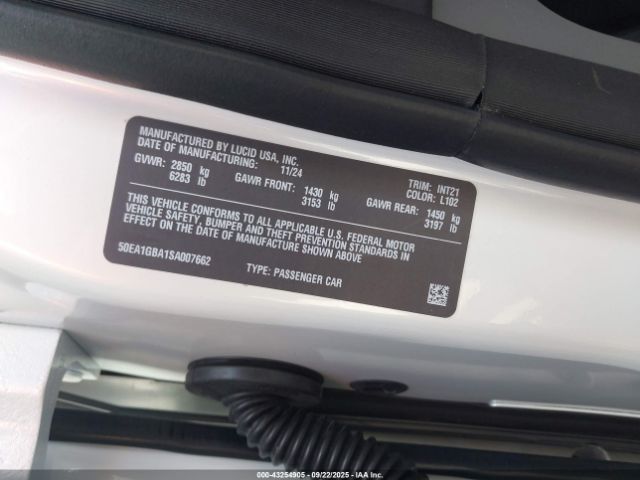 MANUFACTURED BY LUCID USA, INC.
DATE OF MANUFACTURING: 11/24
GVWR: 2850 kg
6283 lb
GAWR FRONT: 1430 kg
3153 lb
TRIM: INT21
COLOR: L102
GAWR REAR: 1450 kg
3197 lb
THIS VEHICLE CONFORMS TO ALL APPLICABLE U.S. FEDERAL MOTOR
VEHICLE SAFETY, BUMPER AND THEFT PREVENTION STANDARDS IN
EFFECT ON THE DATE OF MANUFACTURE SHOWN ABOVE
50EA1GBA1SA007662
TYPE: PASSENGER CAR
000-43254905 - 09/22/2025 - IAA Inc.